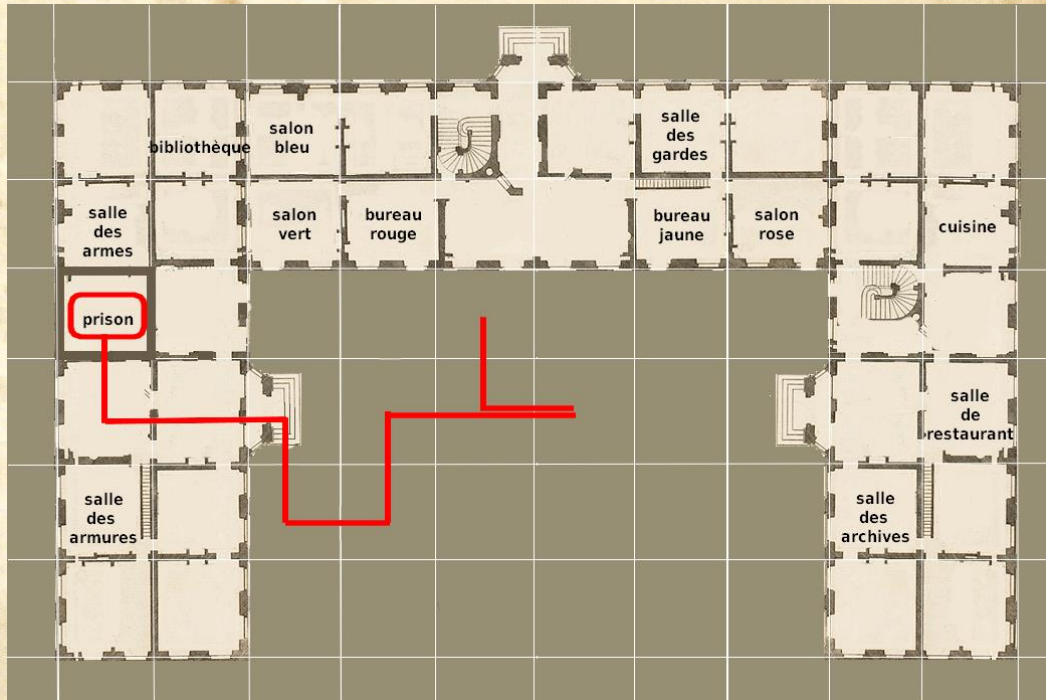 bibliothèque
salon
bleu
salle
des
gardes
salle
des
armes
salon
vert
bureau
rouge
bureau
jaune
salon
rose
cuisine
prison
salle
de
restaurant
salle
des
armures
salle
des
archives